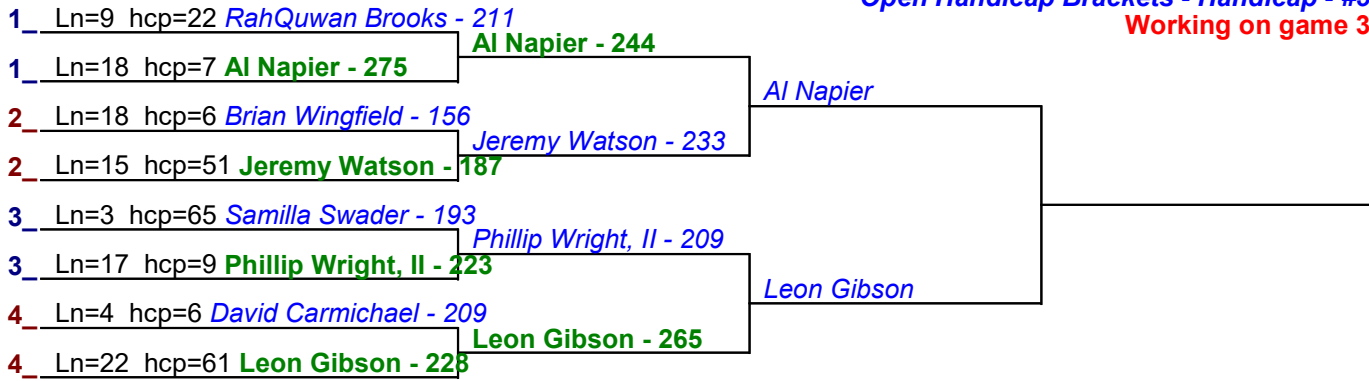 Open Handicap Brackets - Handicap - #3
Working on game 3
1_ Ln=9 hcp=22 RahQuwan Brooks - 211
Al Napier - 244
1_ Ln=18 hcp=7 Al Napier - 275
Al Napier
2_ Ln=18 hcp=6 Brian Wingfield - 156
Jeremy Watson - 233
2_ Ln=15 hcp=51 Jeremy Watson - 187
3_ Ln=3 hcp=65 Samilla Swader - 193
Phillip Wright, II - 209
3_ Ln=17 hcp=9 Phillip Wright, II - 223
Leon Gibson
4_ Ln=4 hcp=6 David Carmichael - 209
Leon Gibson - 265
4_ Ln=22 hcp=61 Leon Gibson - 228